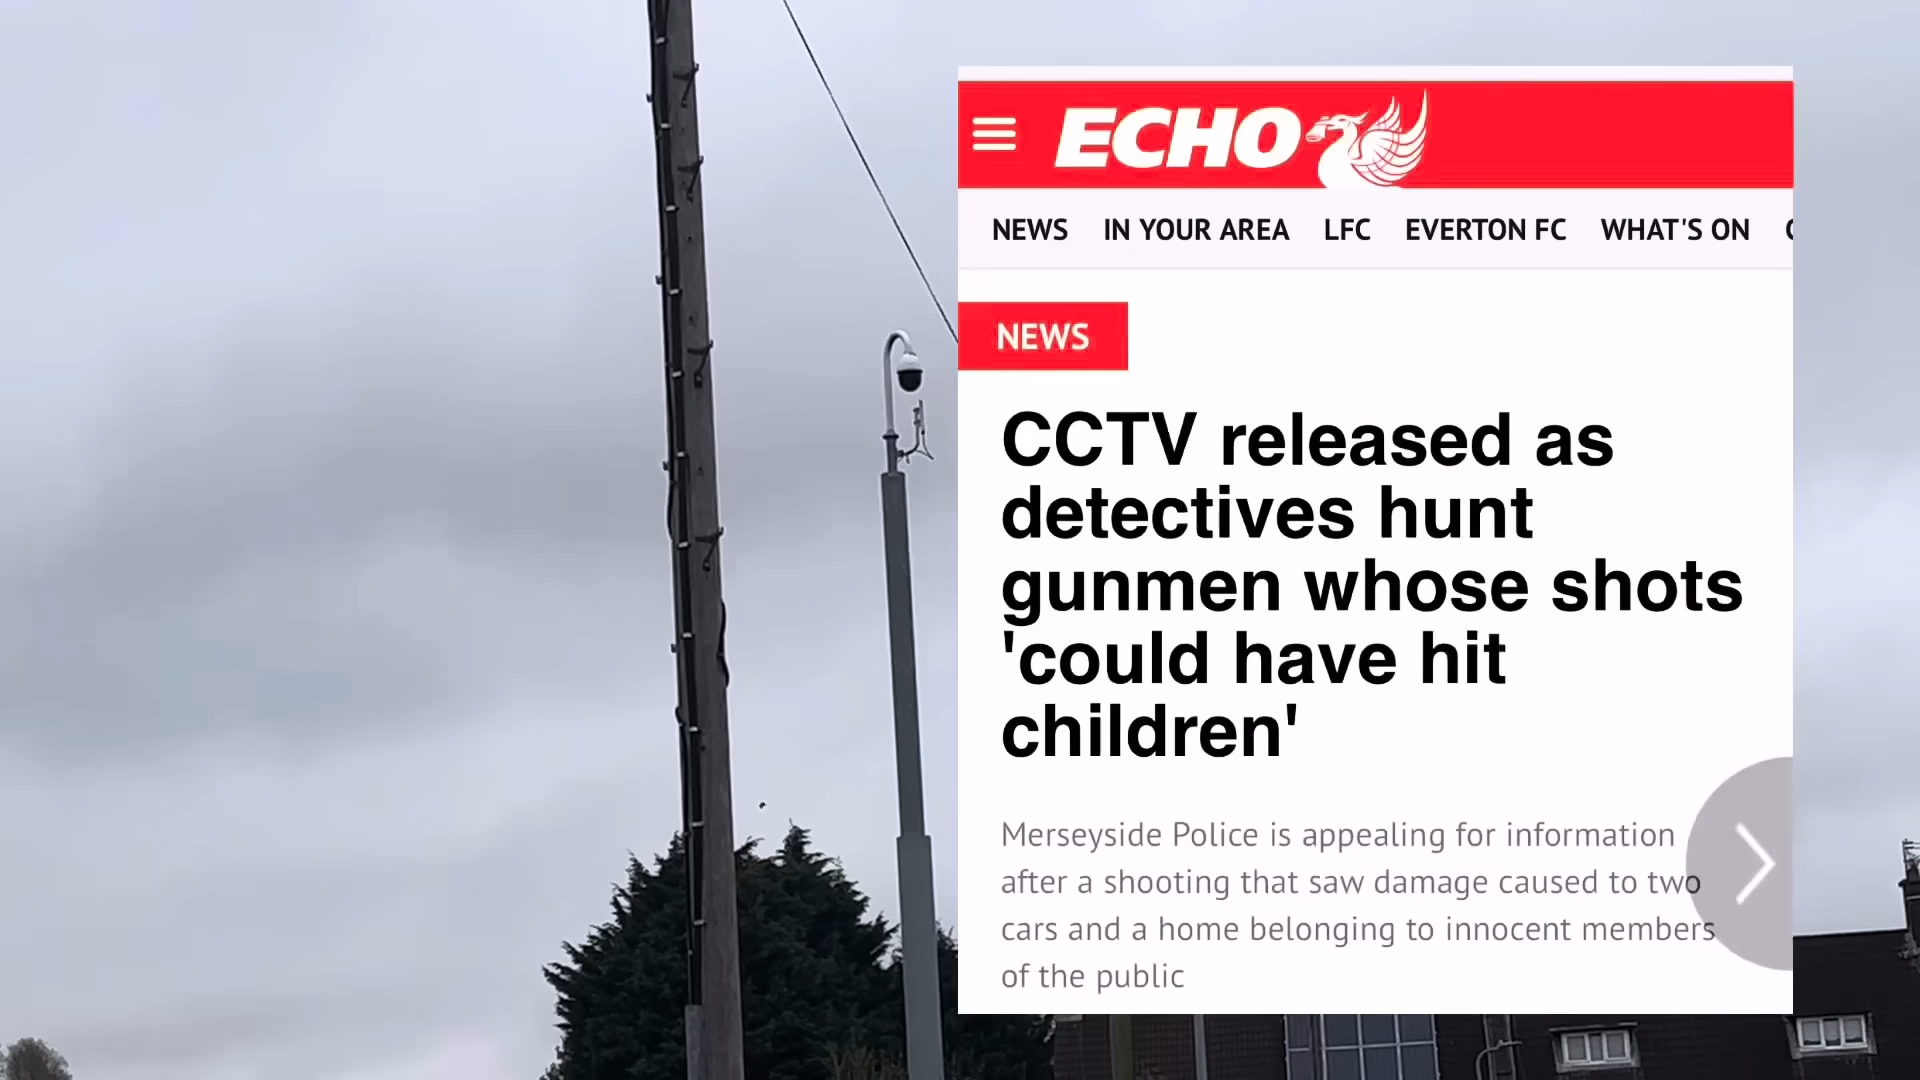 ECHO
NEWS IN YOUR AREA LFC EVERTON FC WHAT'S ON
NEWS
CCTV released as
detectives hunt
gunmen whose shots
'could have hit
children'
Merseyside Police is appealing for information
after a shooting that saw damage caused to two
cars and a home belonging to innocent members
of the public